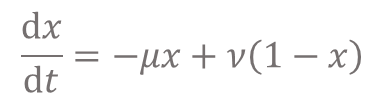 dx/dt = −μx + ν(1 − x)